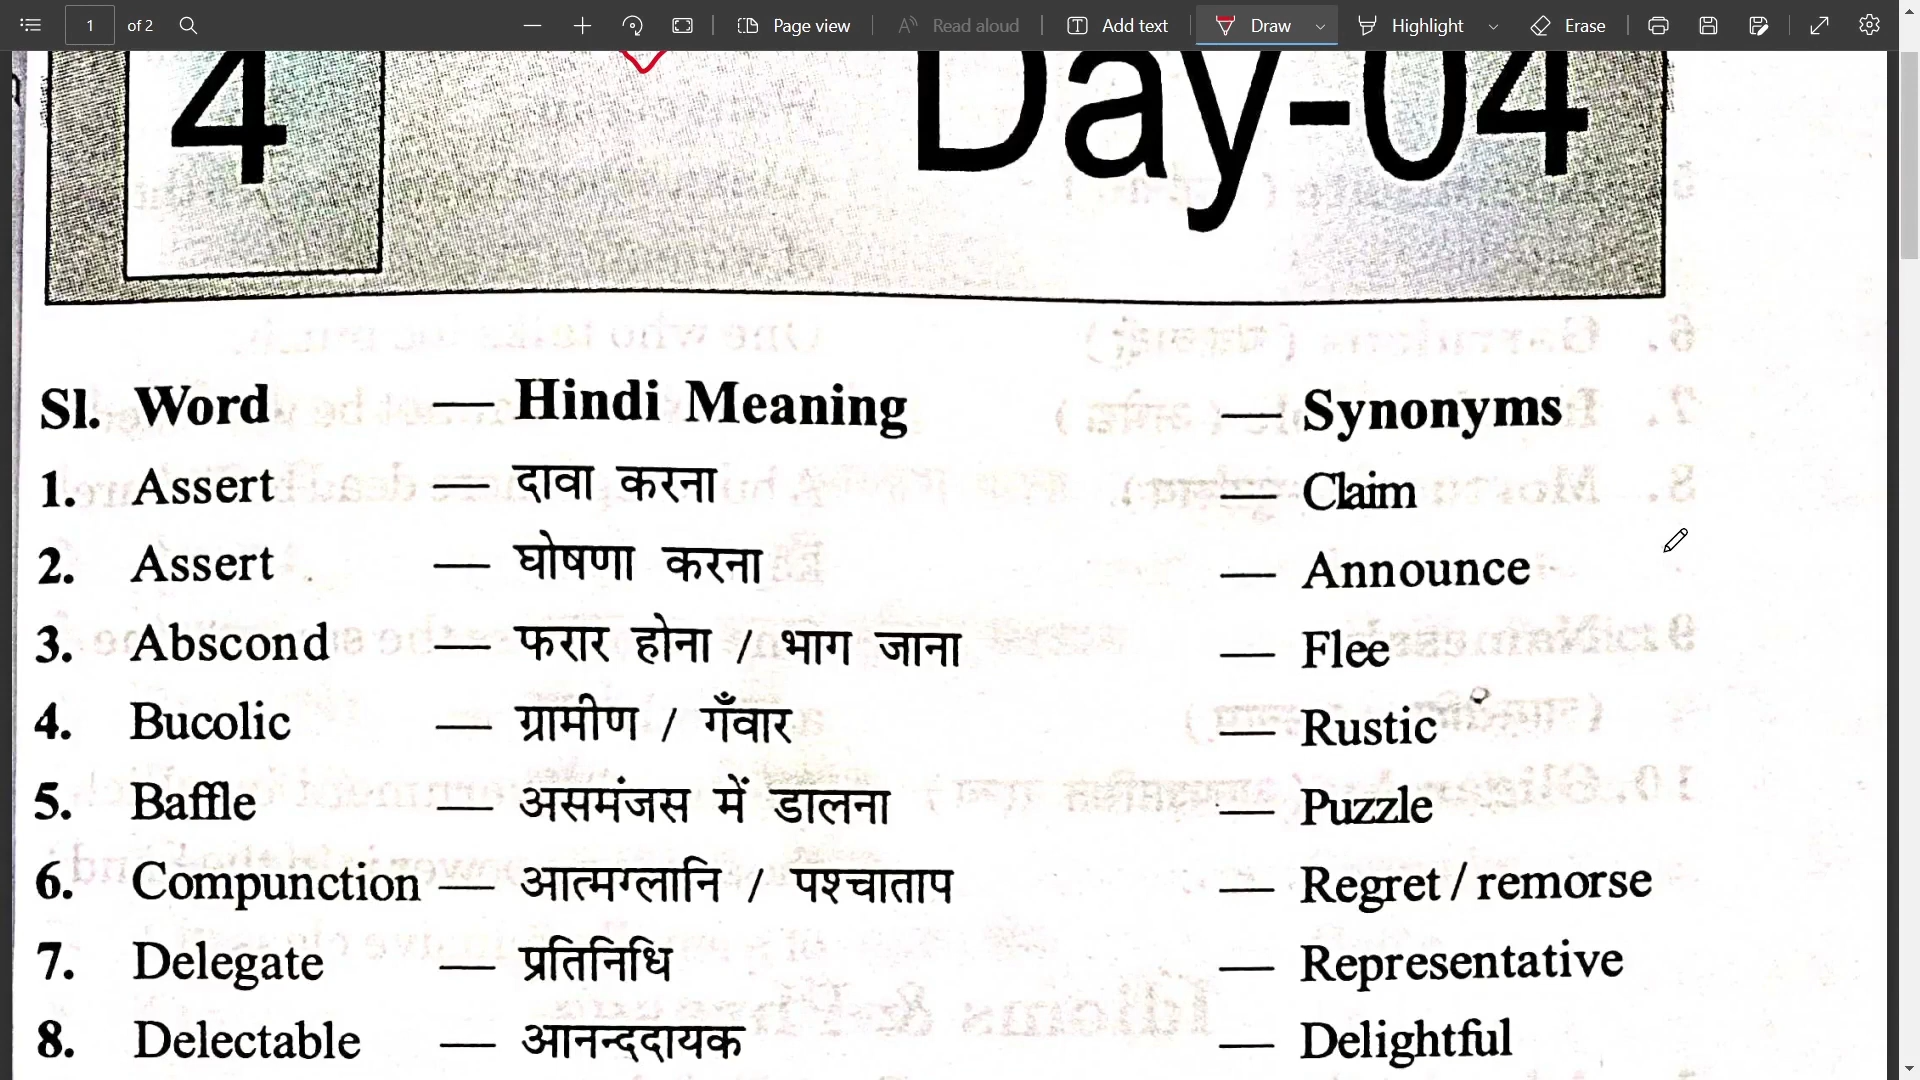 1 of 2 Page view Read aloud Add text Draw Highlight Erase
4 Day-04
Sl. Word — Hindi Meaning — Synonyms
1. Assert — दावा करना — Claim
2. Assert — घोषणा करना — Announce
3. Abscond — फरार होना / भाग जाना — Flee
4. Bucolic — ग्रामीण / गँवार — Rustic
5. Baffle — असमंजस में डालना — Puzzle
6. Compunction — आत्मग्लानि / पश्चाताप — Regret / remorse
7. Delegate — प्रतिनिधि — Representative
8. Delectable — आनन्ददायक — Delightful